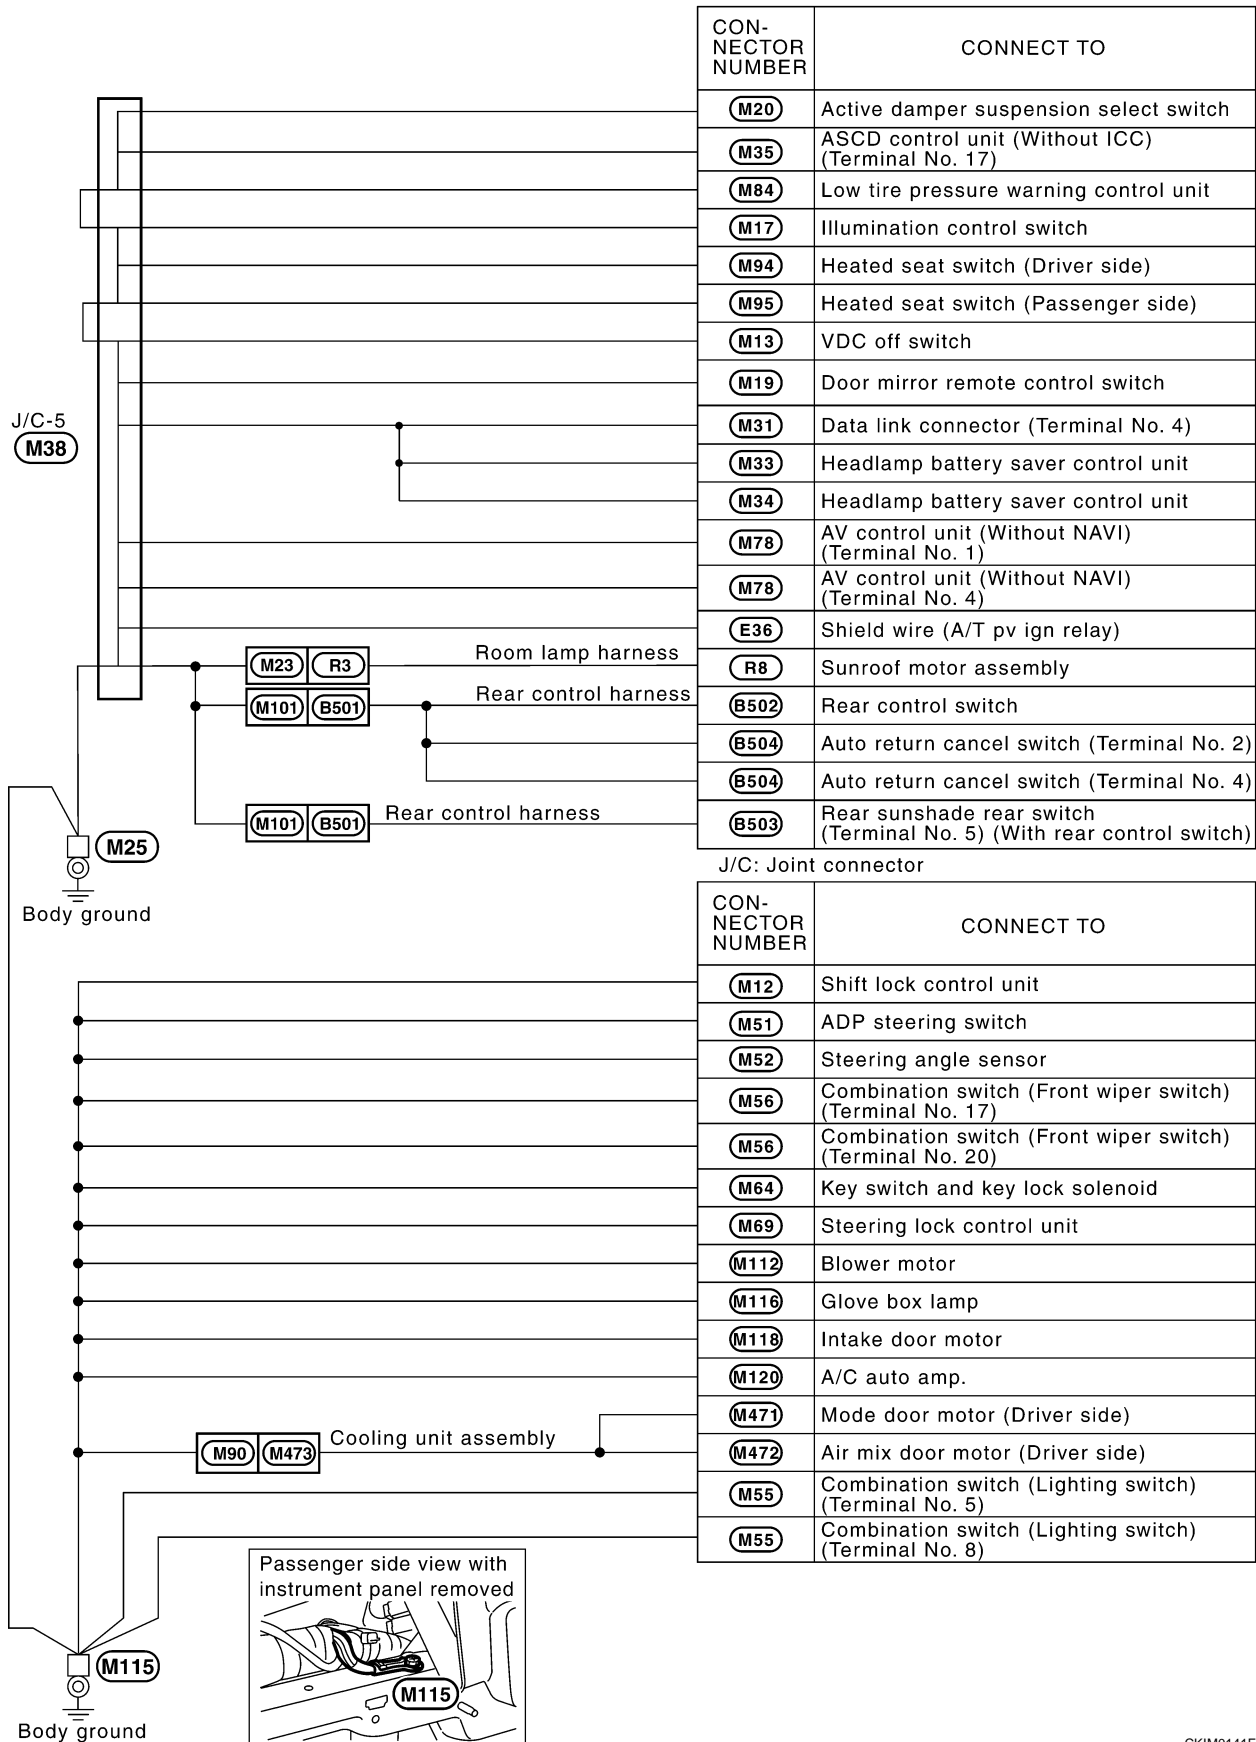 CON-
NECTOR
NUMBER
CONNECT TO
M20 Active damper suspension select switch
M35 ASCD control unit (Without ICC)
(Terminal No. 17)
M84 Low tire pressure warning control unit
M17 Illumination control switch
M94 Heated seat switch (Driver side)
M95 Heated seat switch (Passenger side)
M13 VDC off switch
M19 Door mirror remote control switch
J/C-5
M38
M31 Data link connector (Terminal No. 4)
M33 Headlamp battery saver control unit
M34 Headlamp battery saver control unit
M78 AV control unit (Without NAVI)
(Terminal No. 1)
M78 AV control unit (Without NAVI)
(Terminal No. 4)
E36 Shield wire (A/T pv ign relay)
M23 R3 Room lamp harness R8 Sunroof motor assembly
M101 B501 Rear control harness B502 Rear control switch
B504 Auto return cancel switch (Terminal No. 2)
B504 Auto return cancel switch (Terminal No. 4)
M101 B501 Rear control harness B503 Rear sunshade rear switch
(Terminal No. 5) (With rear control switch)
M25
Body ground
J/C: Joint connector
CON-
NECTOR
NUMBER
CONNECT TO
M12 Shift lock control unit
M51 ADP steering switch
M52 Steering angle sensor
M56 Combination switch (Front wiper switch)
(Terminal No. 17)
M56 Combination switch (Front wiper switch)
(Terminal No. 20)
M64 Key switch and key lock solenoid
M69 Steering lock control unit
M112 Blower motor
M116 Glove box lamp
M118 Intake door motor
M120 A/C auto amp.
M471 Mode door motor (Driver side)
M90 M473 Cooling unit assembly M472 Air mix door motor (Driver side)
M55 Combination switch (Lighting switch)
(Terminal No. 5)
M55 Combination switch (Lighting switch)
(Terminal No. 8)
Passenger side view with
instrument panel removed
M115
M115
Body ground